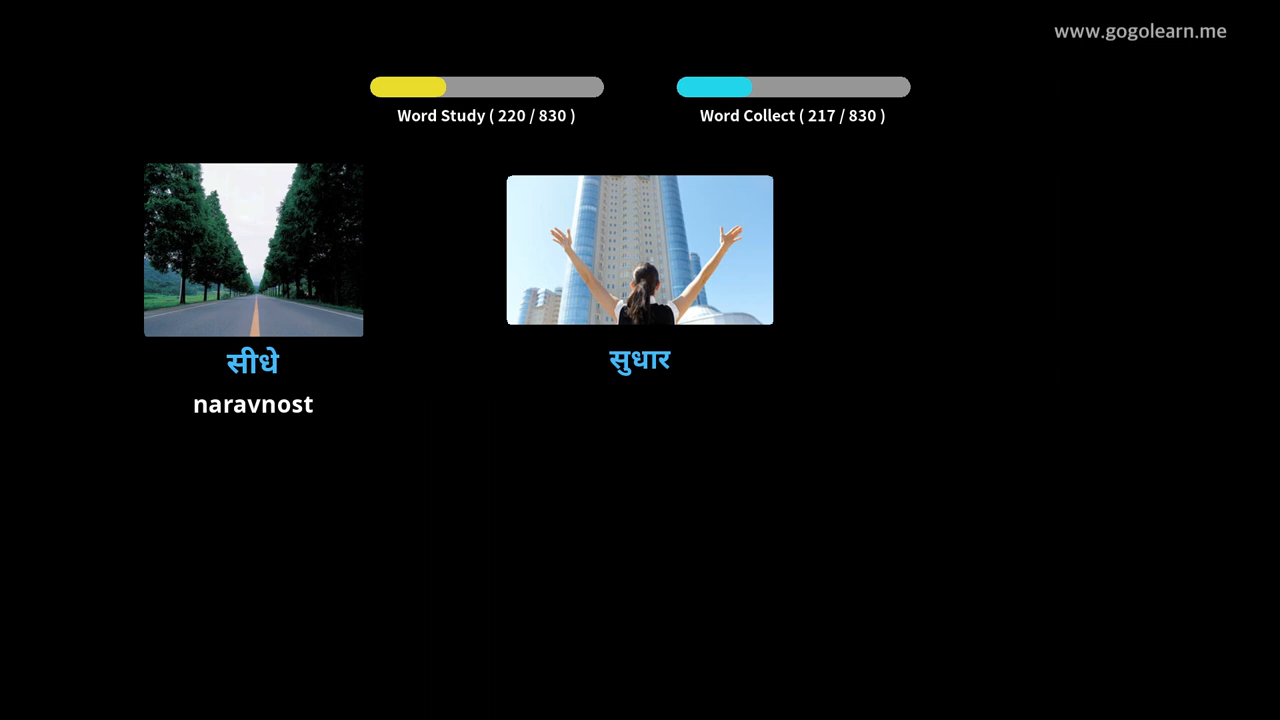 www.gogolearn.me
Word Study ( 220 / 830 )
Word Collect ( 217 / 830 )
सीधे
naravnost
सुधार